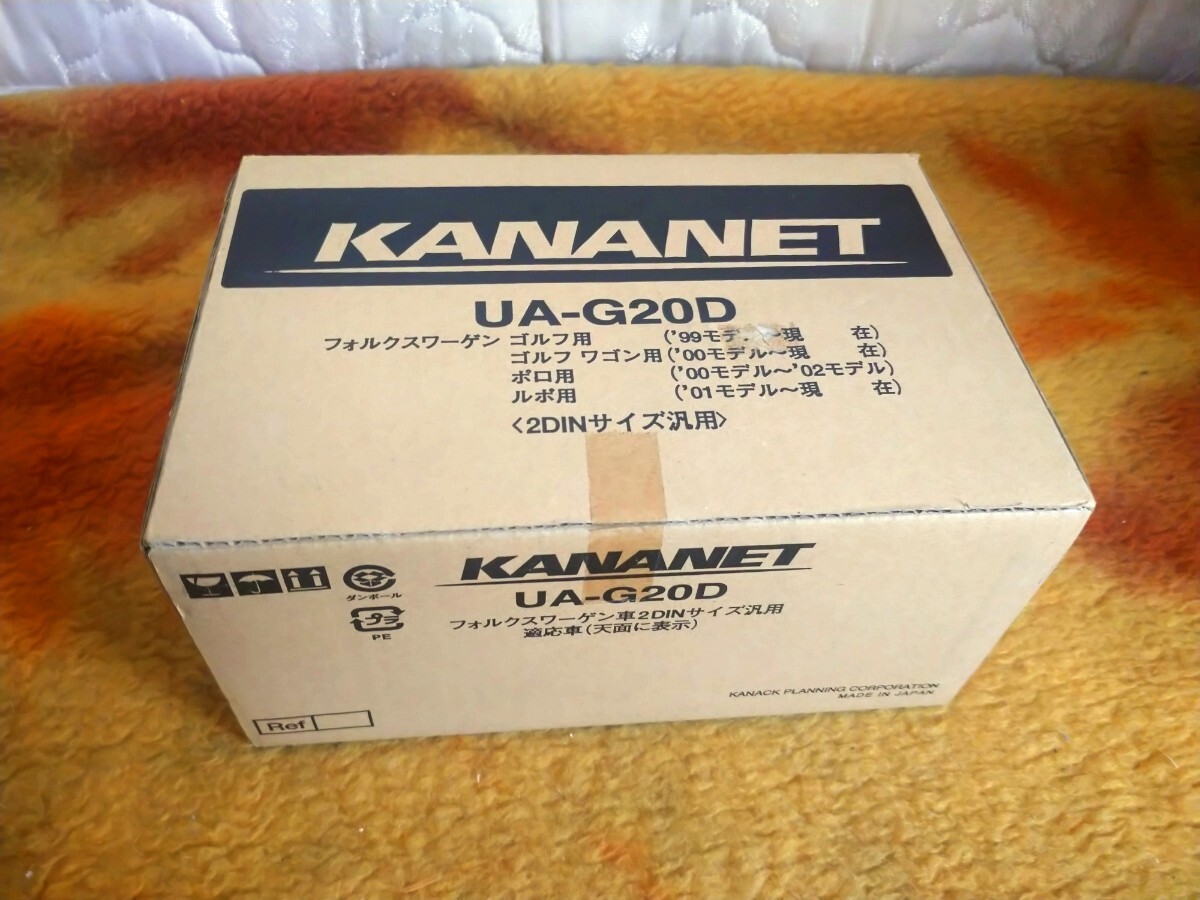 KANANET
UA-G20D
フォルクスワーゲン ゴルフ用 ('99モデル〜現 在)
ゴルフ ワゴン用 ('00モデル〜現 在)
ポロ用 ('00モデル〜'02モデル)
ルポ用 ('01モデル〜現 在)
〈2DINサイズ汎用〉
KANANET
UA-G20D
フォルクスワーゲン車2DINサイズ汎用
適応車(天面に表示)
ダンボール
プラ
PE
KANACK PLANNING CORPORATION
MADE IN JAPAN
Ref